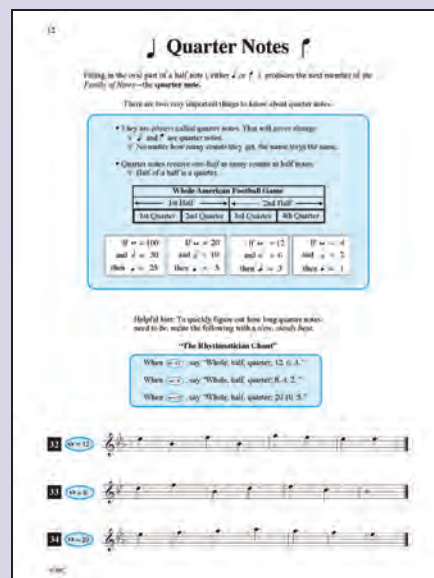 12
Quarter Notes
Filling in the oval part of a half note (either or ), produces the next member of the
Family of Notes—the quarter note.
There are two very important things to know about quarter notes:
• They are always called quarter notes. That will never change.
and are quarter notes.
No matter how many counts they get, the name stays the same.
• Quarter notes receive one-half as many counts as half notes.
Half of a half is a quarter.
Whole American Football Game
1st Half 2nd Half
1st Quarter 2nd Quarter 3rd Quarter 4th Quarter
If = 100 If = 20 If = 12 If = 4
and = 50 and = 10 and = 6 and = 2
then = 25 then = 5 then = 3 then = 1
Helpful hint: To quickly figure out how long quarter notes
need to be, recite the following with a slow, steady beat.
"The Rhythmatician Chant"
When , say "Whole, half, quarter; 12, 6, 3."
When , say "Whole, half, quarter; 8, 4, 2."
When , say "Whole, half, quarter; 20, 10, 5."
32 = 12
33 = 8
34 = 20